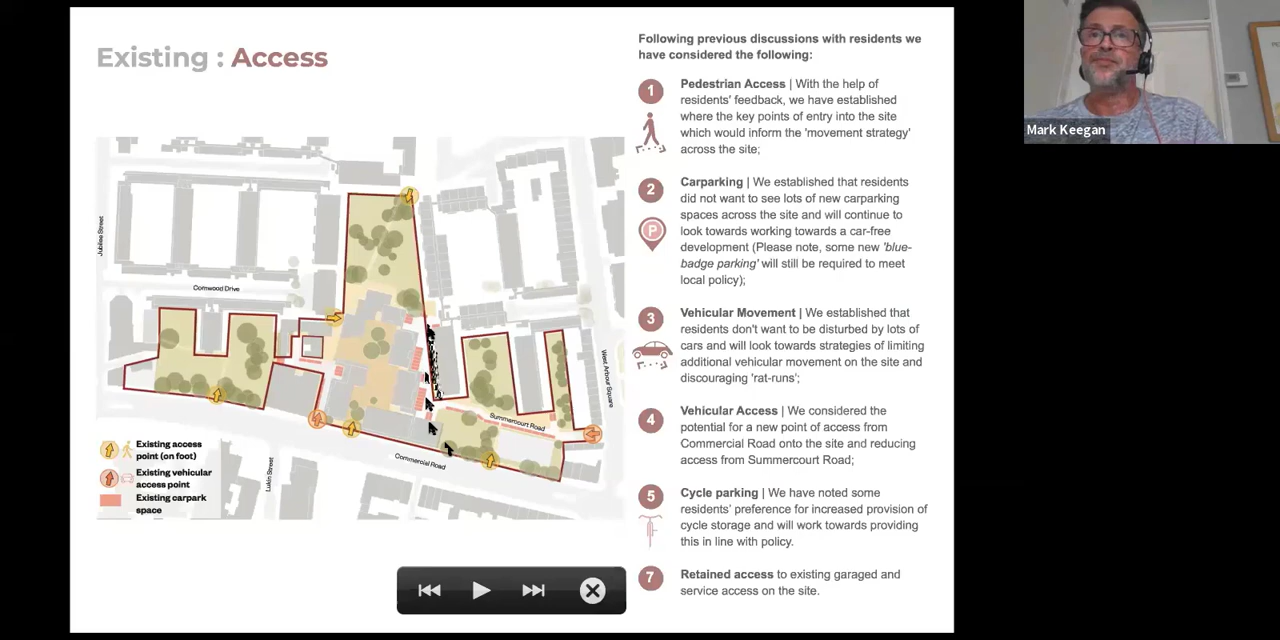 Existing : Access
Jubilee Street
Cornwood Drive
West Arbour Square
Summercourt Road
Commercial Road
Lukin Street
Existing access
point (on foot)
Existing vehicular
access point
Existing carpark
space
Following previous discussions with residents we
have considered the following:
1
Pedestrian Access | With the help of
residents' feedback, we have established
where the key points of entry into the site
which would inform the 'movement strategy'
across the site;
2
P
Carparking | We established that residents
did not want to see lots of new carparking
spaces across the site and will continue to
look towards working towards a car-free
development (Please note, some new 'blue-
badge parking' will still be required to meet
local policy);
3
Vehicular Movement | We established that
residents don't want to be disturbed by lots of
cars and will look towards strategies of limiting
additional vehicular movement on the site and
discouraging 'rat-runs';
4
Vehicular Access | We considered the
potential for a new point of access from
Commercial Road onto the site and reducing
access from Summercourt Road;
5
Cycle parking | We have noted some
residents' preference for increased provision of
cycle storage and will work towards providing
this in line with policy.
7
Retained access to existing garaged and
service access on the site.
Mark Keegan